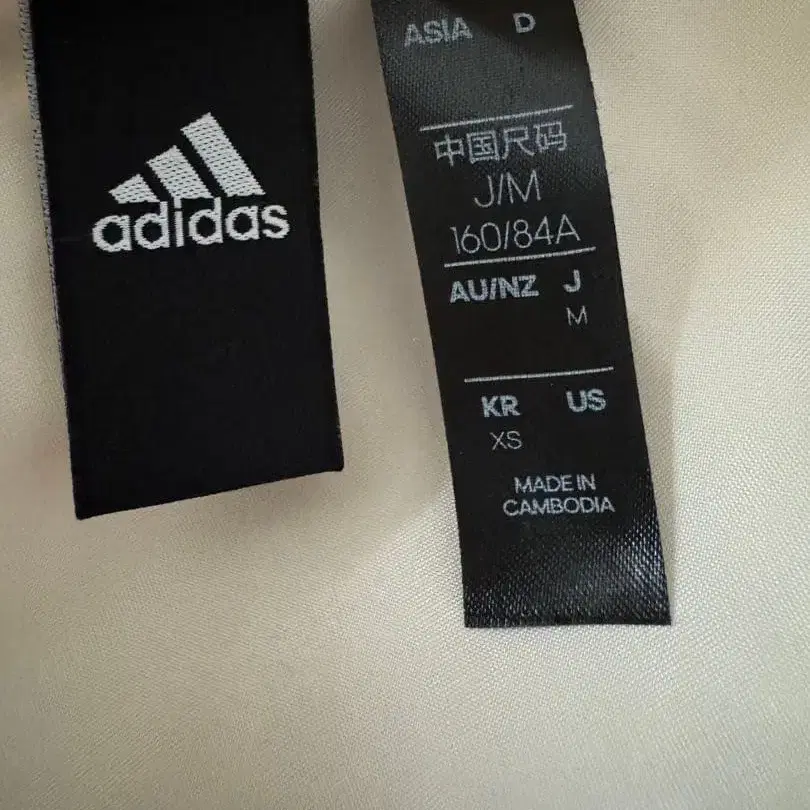 adidas
ASIA D
中国尺码
J/M
160/84A
AU/NZ J
M
KR US
XS
MADE IN
CAMBODIA